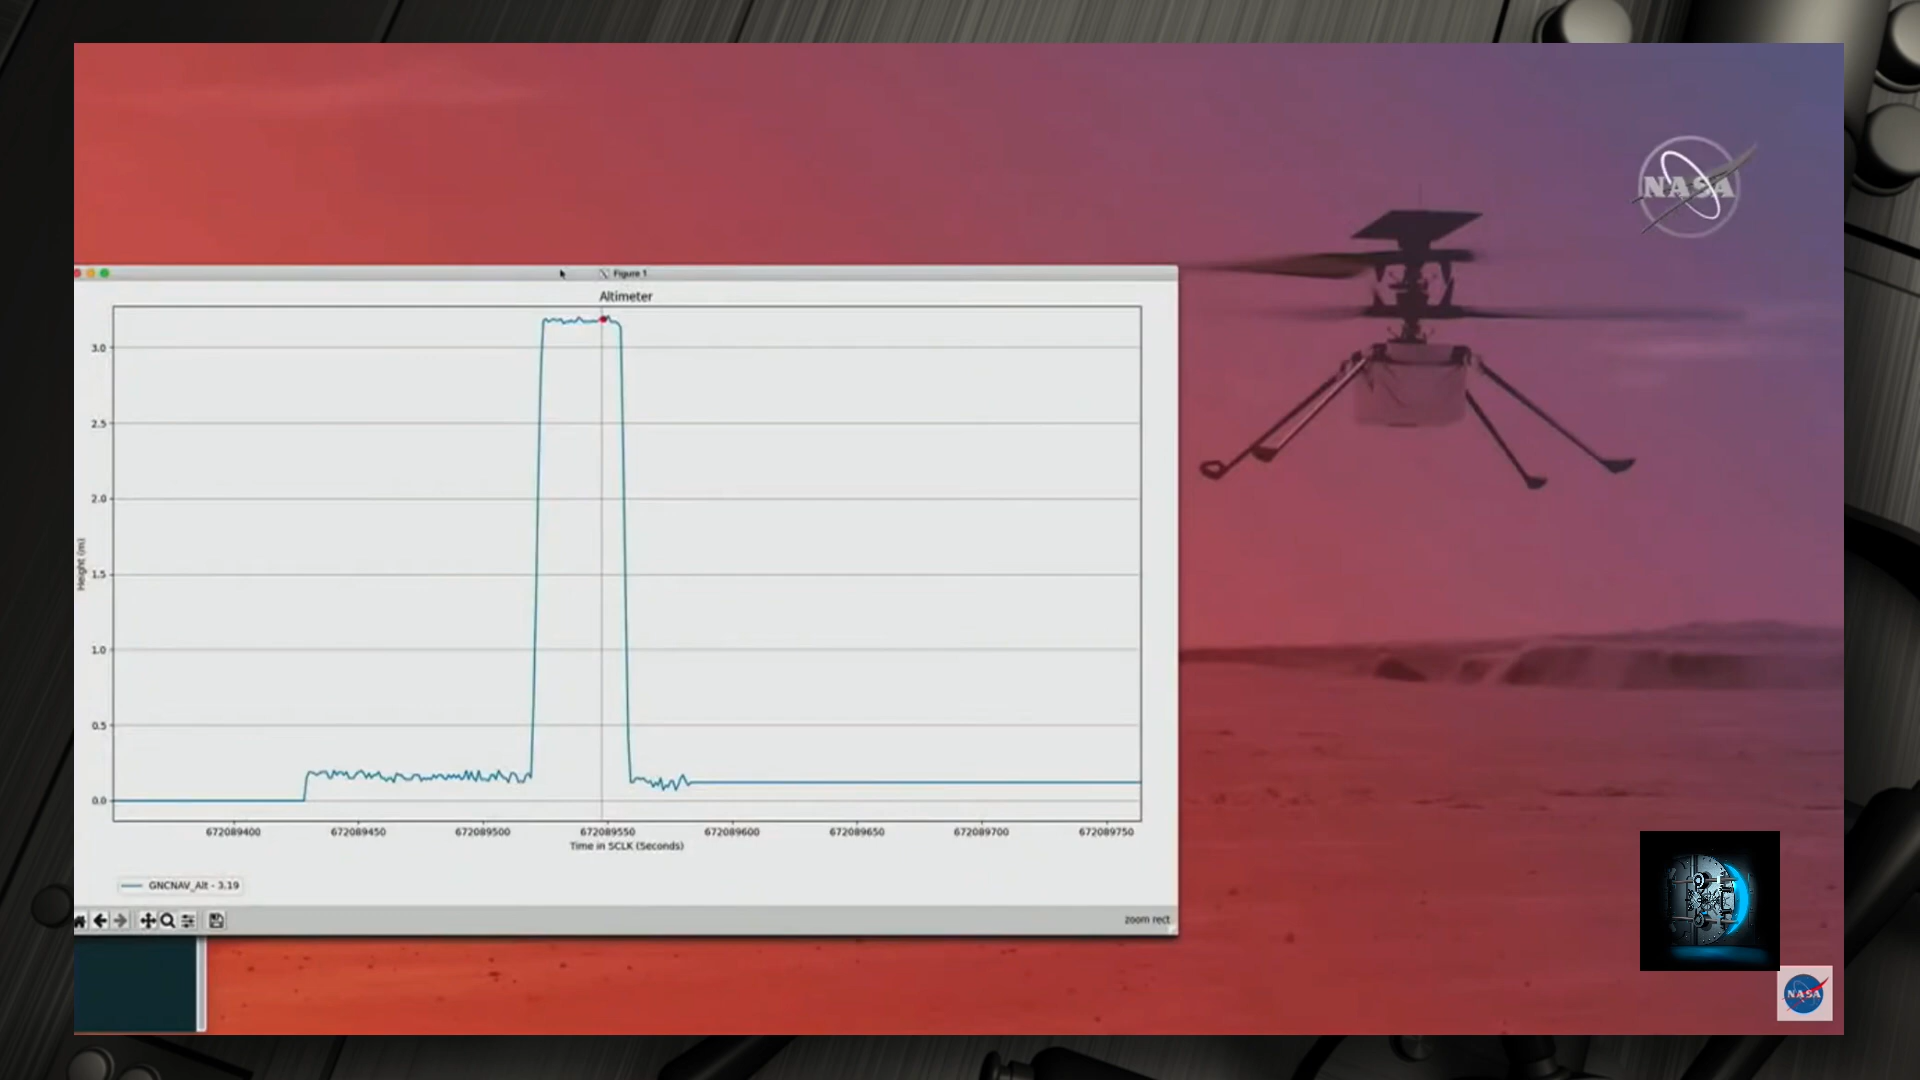 NASA
Figure 1
Altimeter
3.0
2.5
2.0
1.5
1.0
0.5
0.0
Height (m)
672089400 672089450 672089500 672089550 672089600 672089650 672089700 672089750
Time in SCLK (Seconds)
GNCNAV_Alt - 3.19
zoom rect
NASA